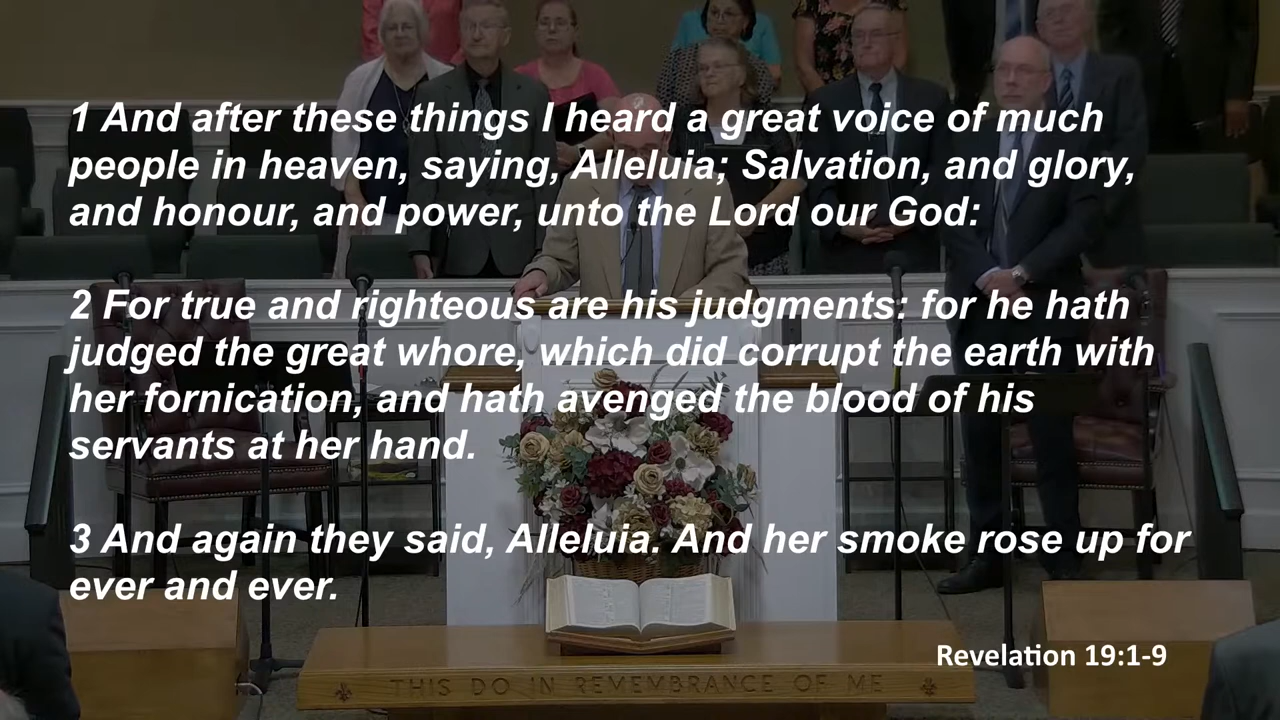 1 And after these things I heard a great voice of much
people in heaven, saying, Alleluia; Salvation, and glory,
and honour, and power, unto the Lord our God:
2 For true and righteous are his judgments: for he hath
judged the great whore, which did corrupt the earth with
her fornication, and hath avenged the blood of his
servants at her hand.
3 And again they said, Alleluia. And her smoke rose up for
ever and ever.
Revelation 19:1-9
THIS DO IN REMEMBRANCE OF ME